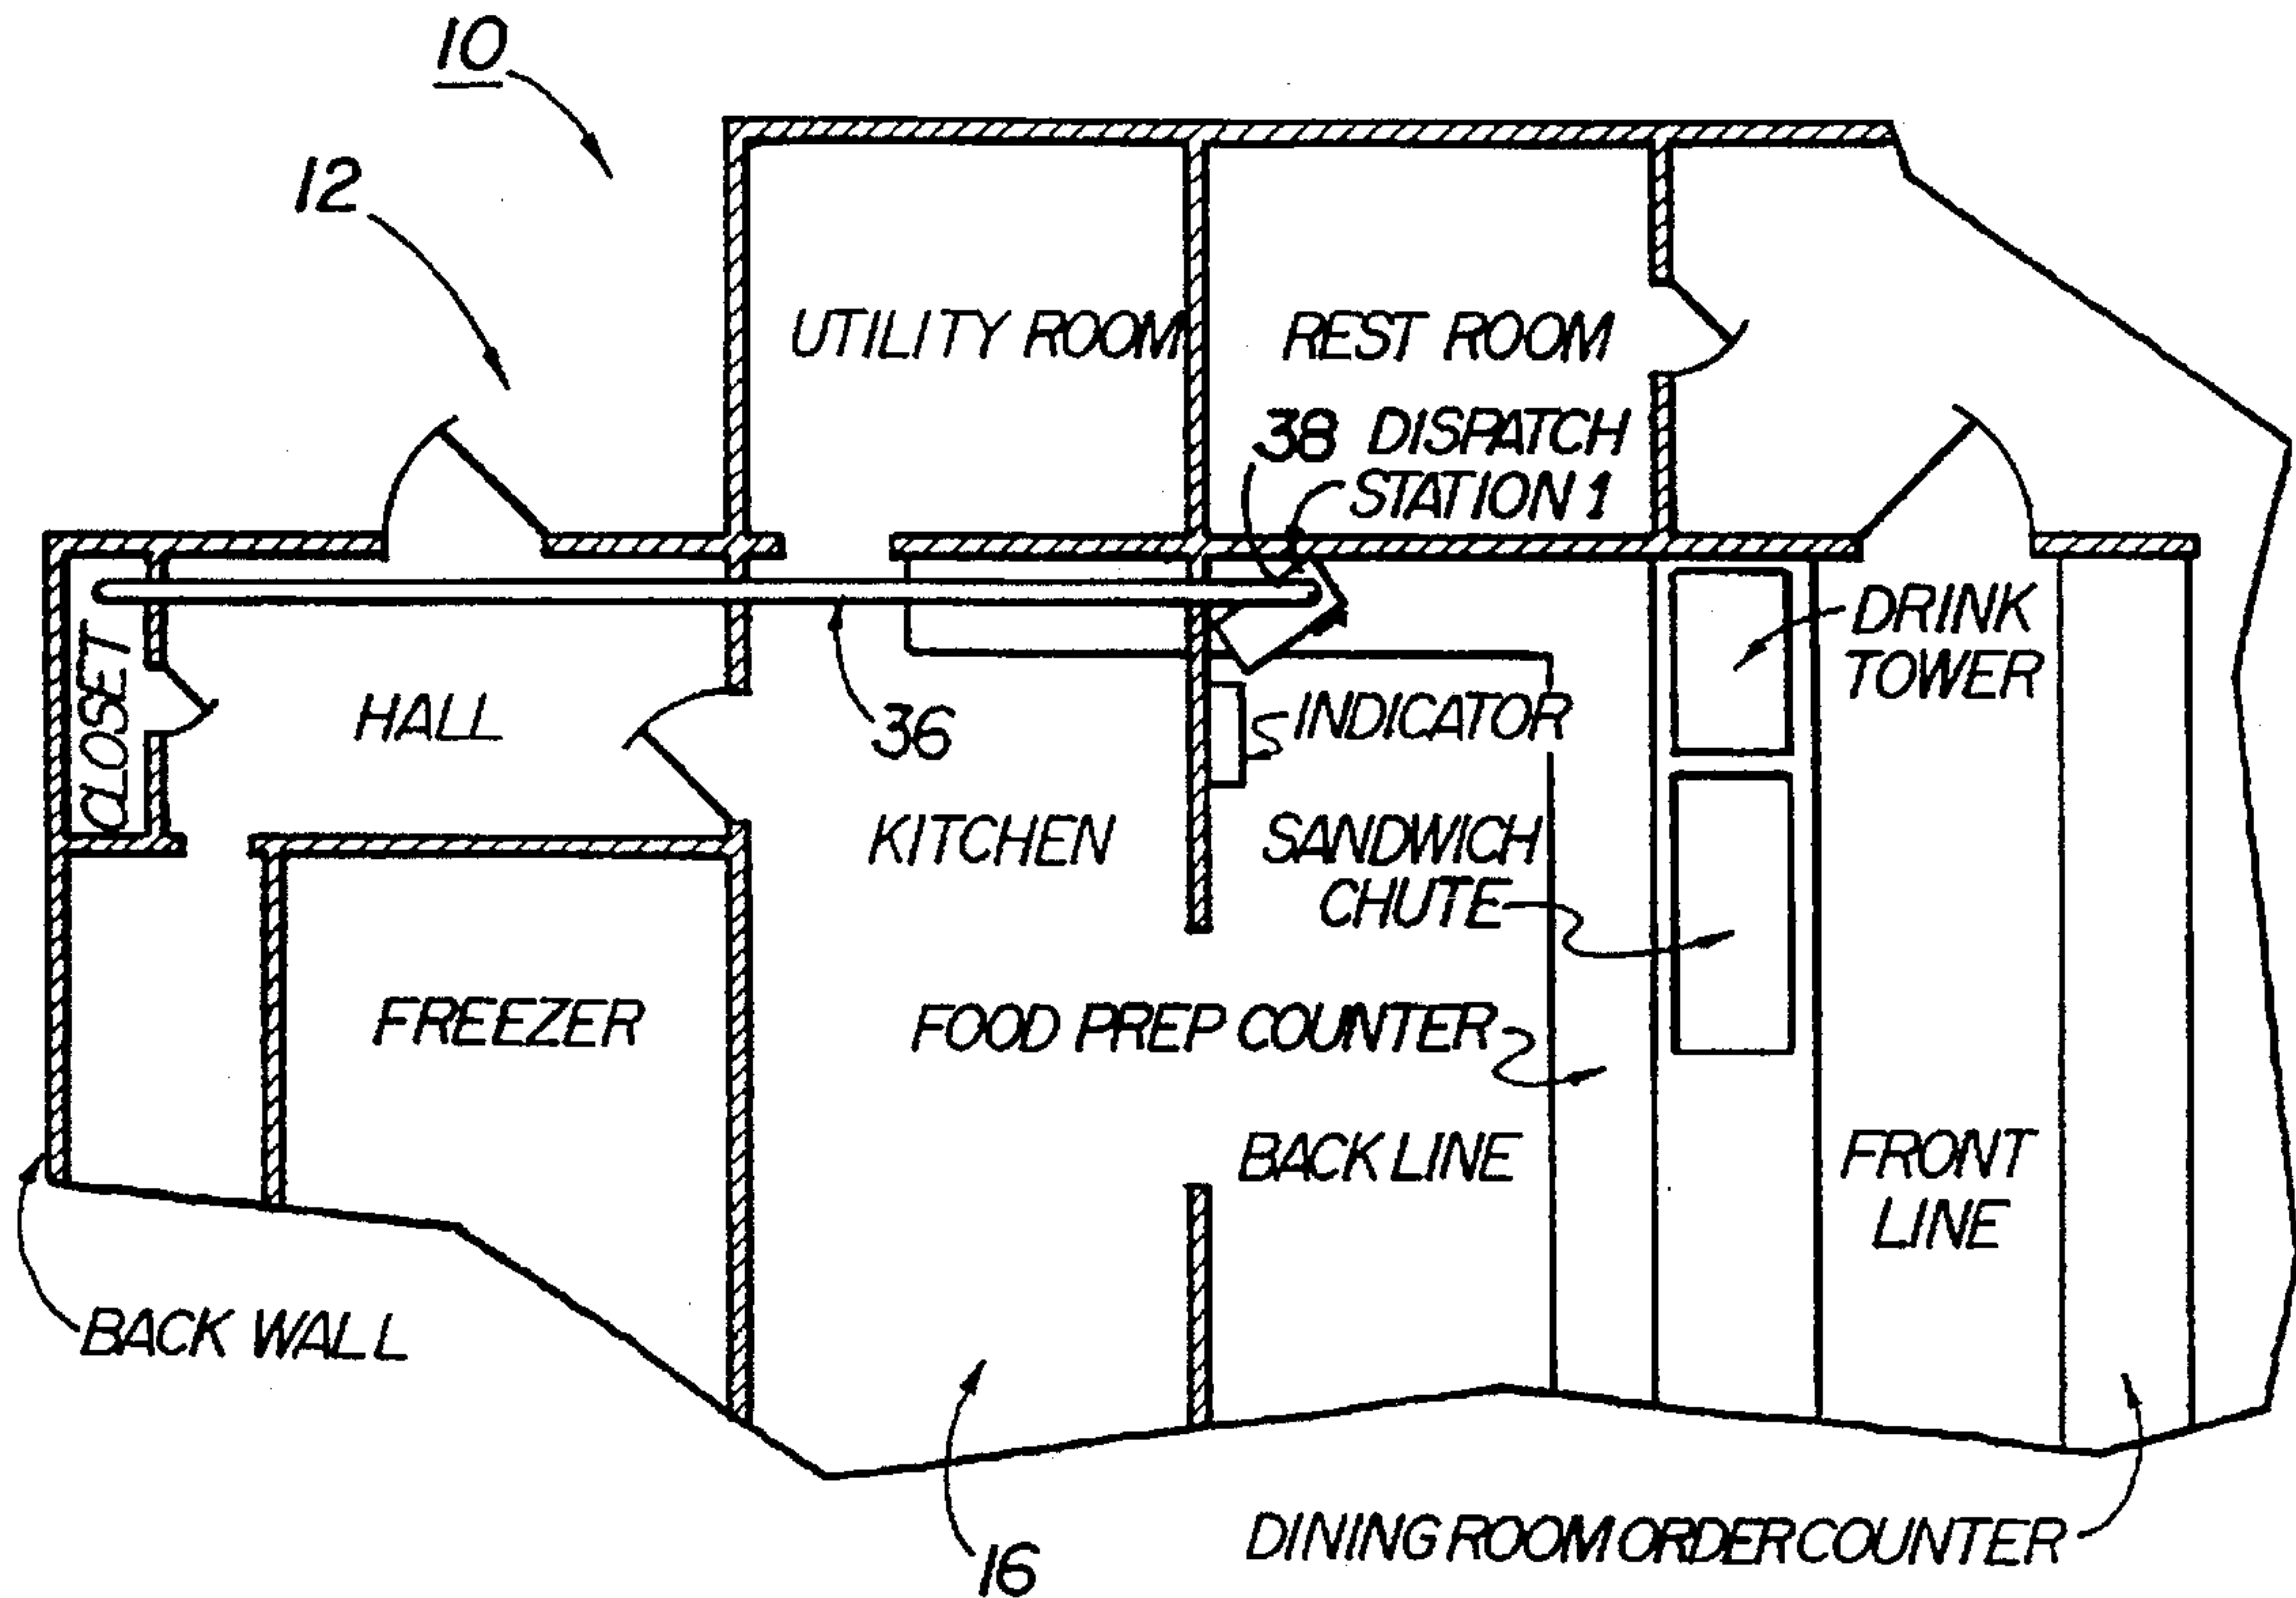 10
12
UTILITY ROOM
REST ROOM
38 DISPATCH
STATION 1
CLOSET
HALL
36
INDICATOR
DRINK
TOWER
KITCHEN
SANDWICH
CHUTE
FREEZER
FOOD PREP COUNTER
BACK LINE
FRONT
LINE
BACK WALL
16
DINING ROOM ORDER COUNTER